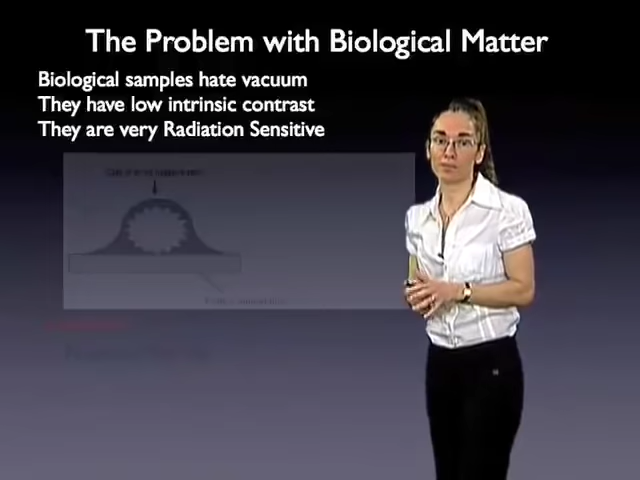 The Problem with Biological Matter
Biological samples hate vacuum
They have low intrinsic contrast
They are very Radiation Sensitive